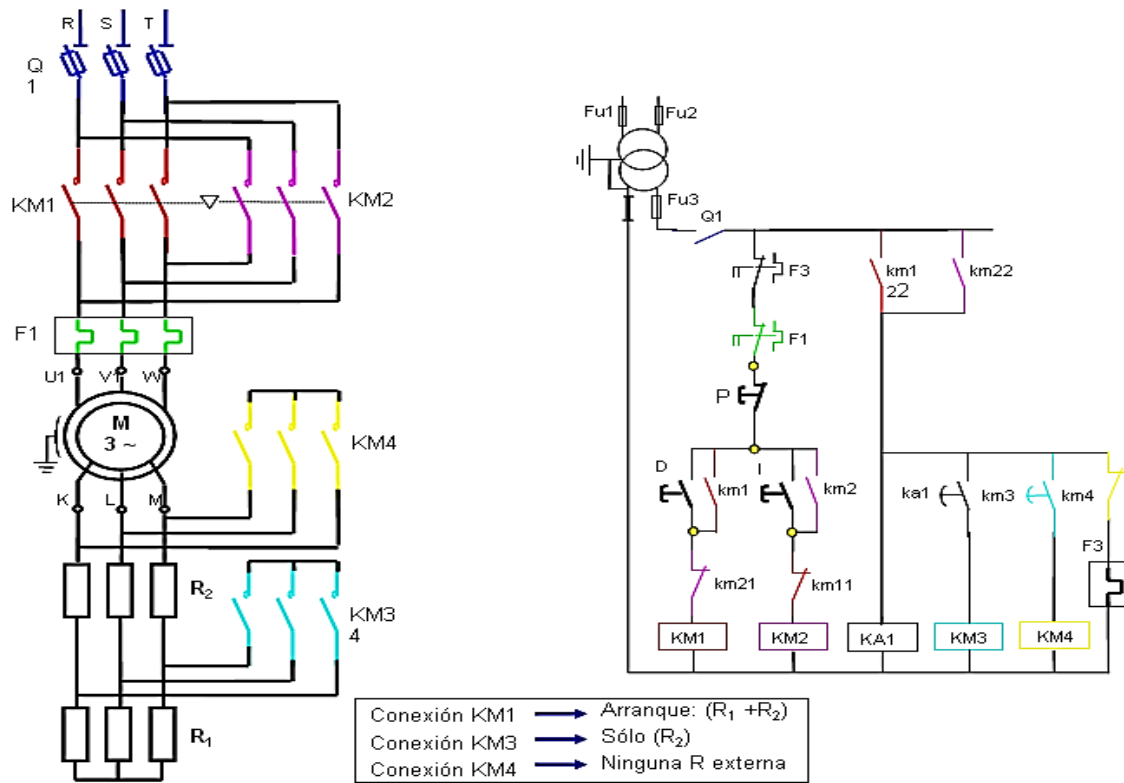 R S T
Q
1
KM1
KM2
F1
U1 V1 W
M
3 ~
KM4
K L M
R2
KM3
4
R1
Fu1 Fu2
Fu3
Q1
F3
km1
22
km22
F1
P
D
km1
I
km2
ka1
km3
km4
F3
km21
km11
KM1
KM2
KA1
KM3
KM4
Conexión KM1 Arranque: (R1 +R2)
Conexión KM3 Sólo (R2)
Conexión KM4 Ninguna R externa